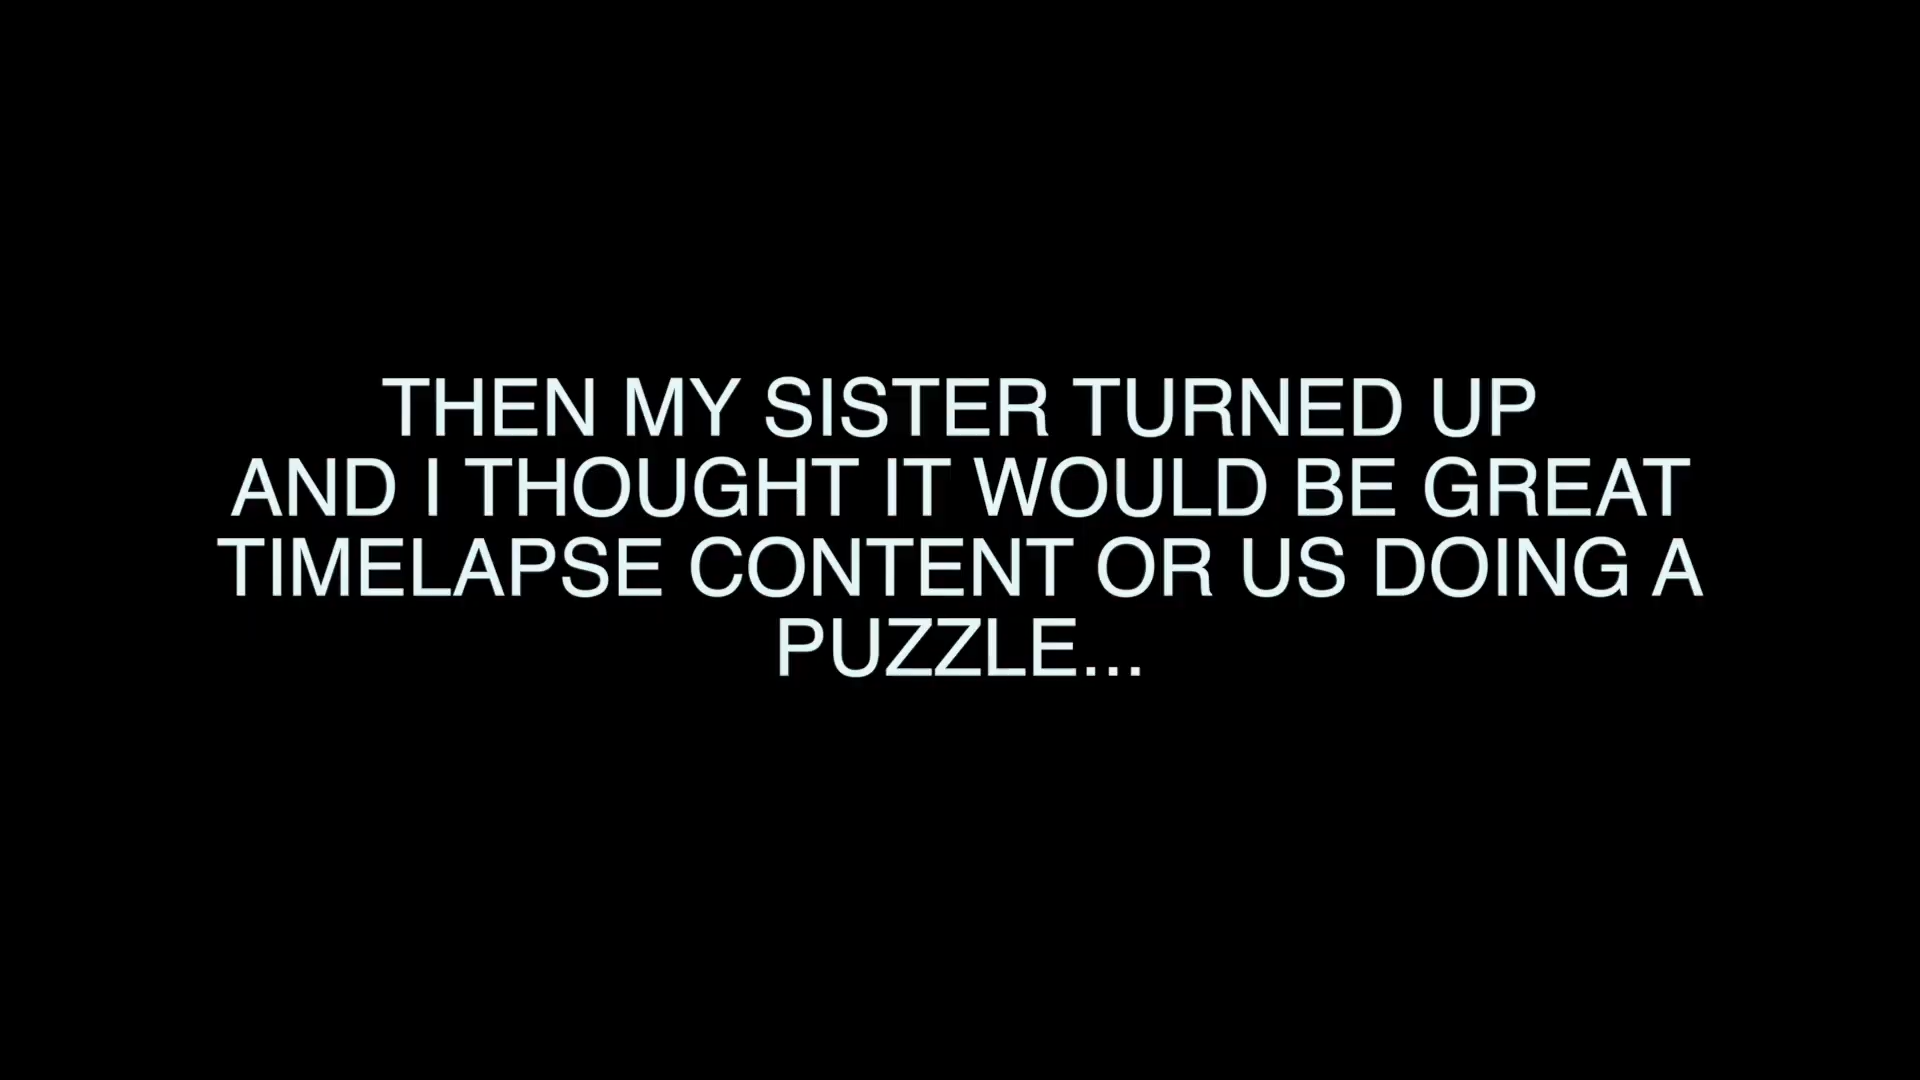 THEN MY SISTER TURNED UP
AND I THOUGHT IT WOULD BE GREAT
TIMELAPSE CONTENT OR US DOING A
PUZZLE...